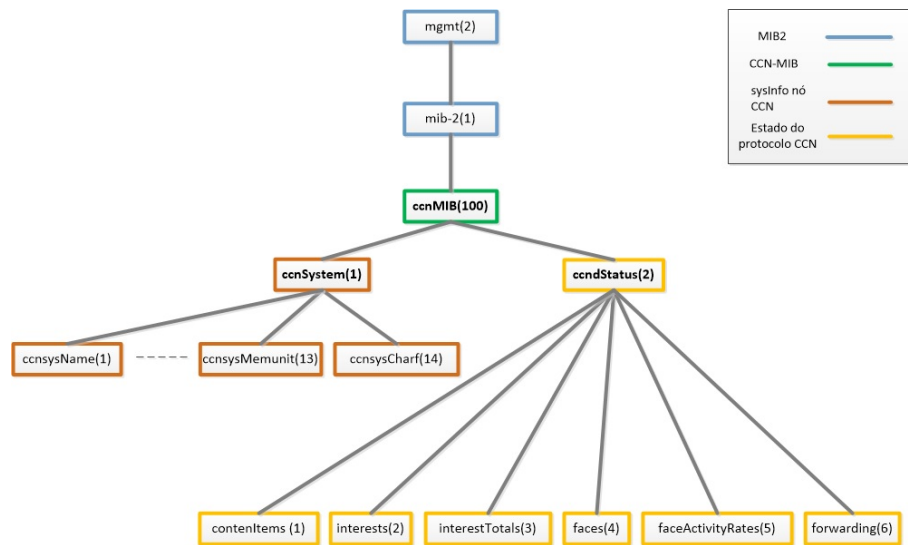 mgmt(2)
MIB2
CCN-MIB
sysInfo nó
CCN
Estado do
protocolo CCN
mib-2(1)
ccnMIB(100)
ccnSystem(1)
ccndStatus(2)
ccnsysName(1)
ccnsysMemunit(13)
ccnsysCharf(14)
contenItems (1)
interests(2)
interestTotals(3)
faces(4)
faceActivityRates(5)
forwarding(6)